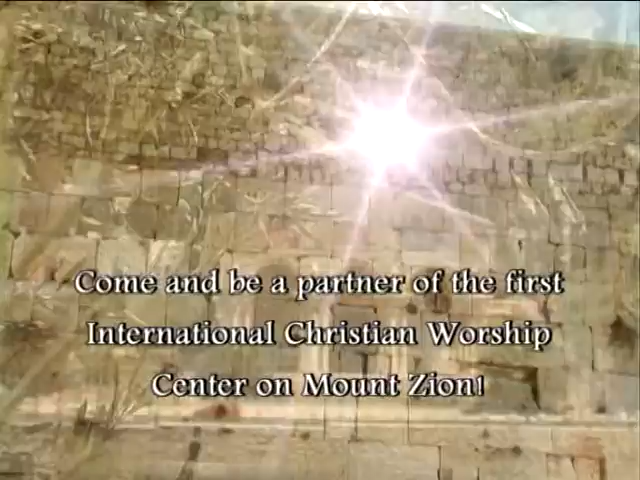 Come and be a partner of the first
International Christian Worship
Center on Mount Zion!